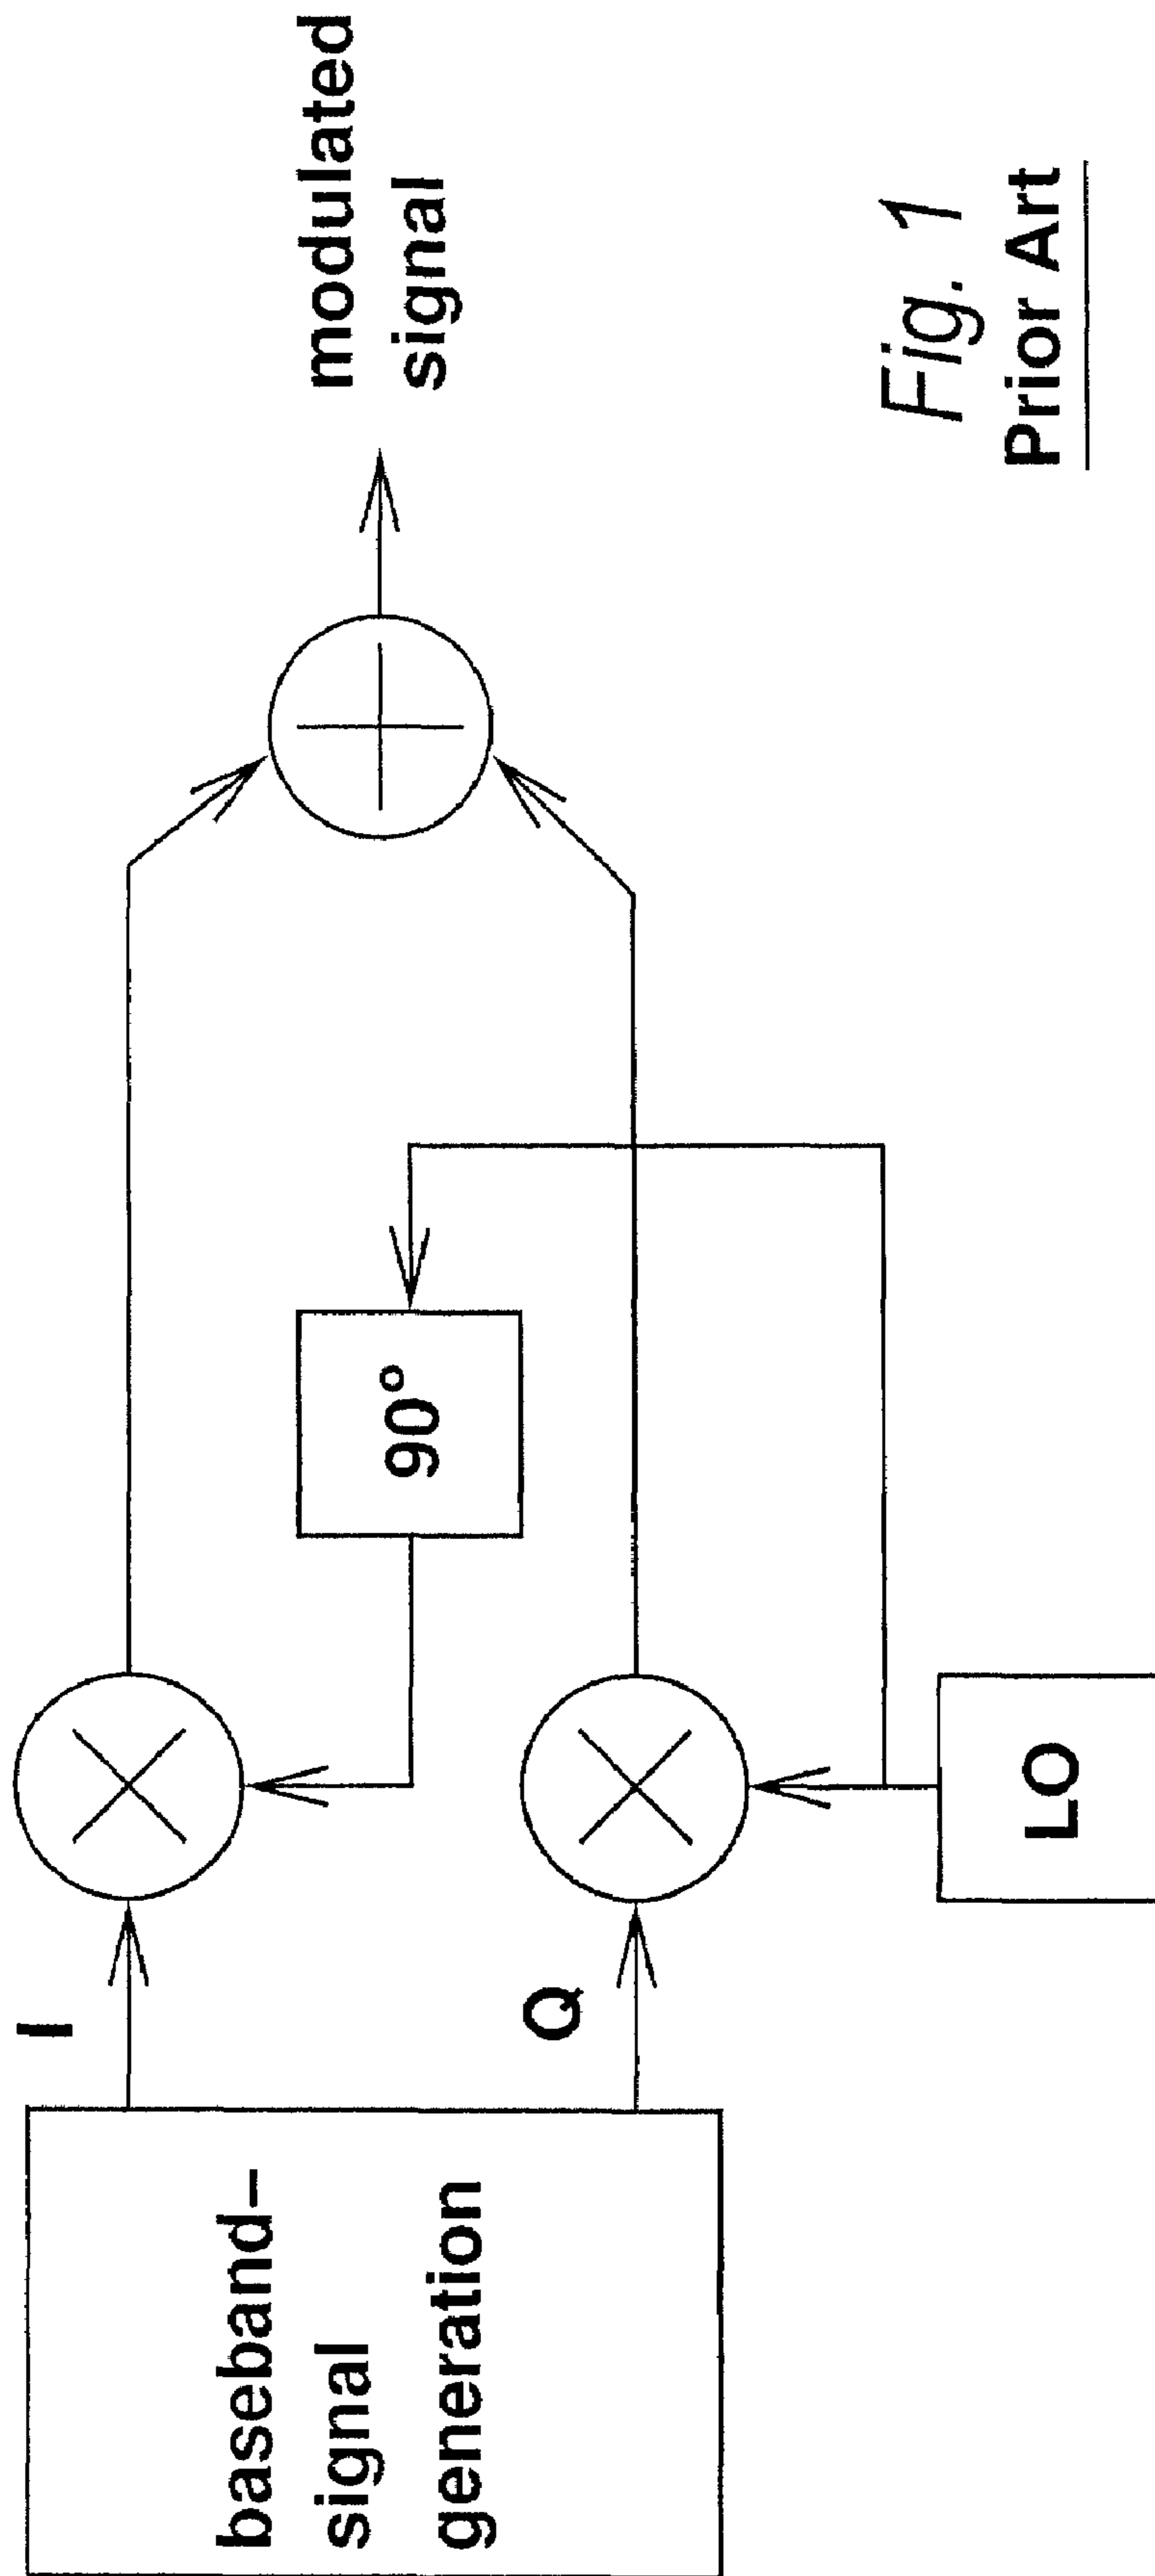 baseband–
signal
generation
I
Q
90°
LO
modulated
signal
Fig. 1
Prior Art